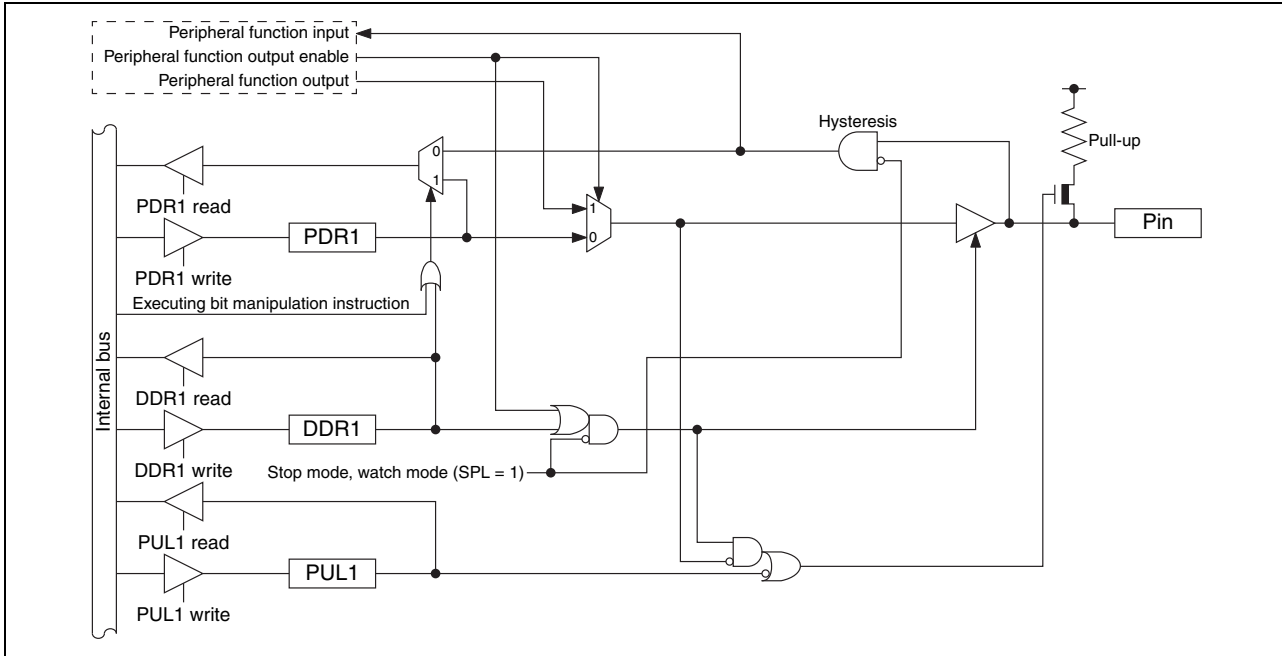 Peripheral function input
Peripheral function output enable
Peripheral function output
Hysteresis
Pull-up
0
1
PDR1 read
1
0
Pin
PDR1
PDR1 write
Executing bit manipulation instruction
Internal bus
DDR1 read
DDR1
DDR1 write
Stop mode, watch mode (SPL = 1)
PUL1 read
PUL1
PUL1 write